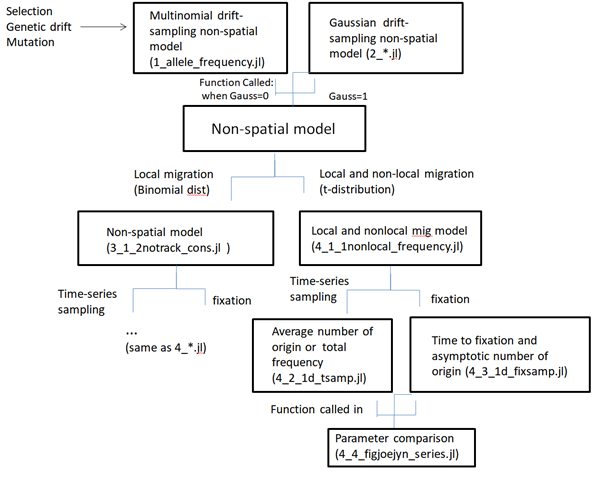 Selection
Genetic drift
Mutation
Multinomial drift-
sampling non-spatial
model
(1_allele_frequency.jl)
Gaussian drift-
sampling non-spatial
model (2_*.jl)
Function Called:
when Gauss=0
Gauss=1
Non-spatial model
Local migration
(Binomial dist)
Local and non-local migration
(t-distribution)
Non-spatial model
(3_1_2notrack_cons.jl )
Local and nonlocal mig model
(4_1_1nonlocal_frequency.jl)
Time-series
sampling
fixation
Time-series
sampling
fixation
...
(same as 4_*.jl)
Average number of
origin or total
frequency
(4_2_1d_tsamp.jl)
Time to fixation and
asymptotic number of
origin (4_3_1d_fixsamp.jl)
Function called in
Parameter comparison
(4_4_figjoejyn_series.jl)